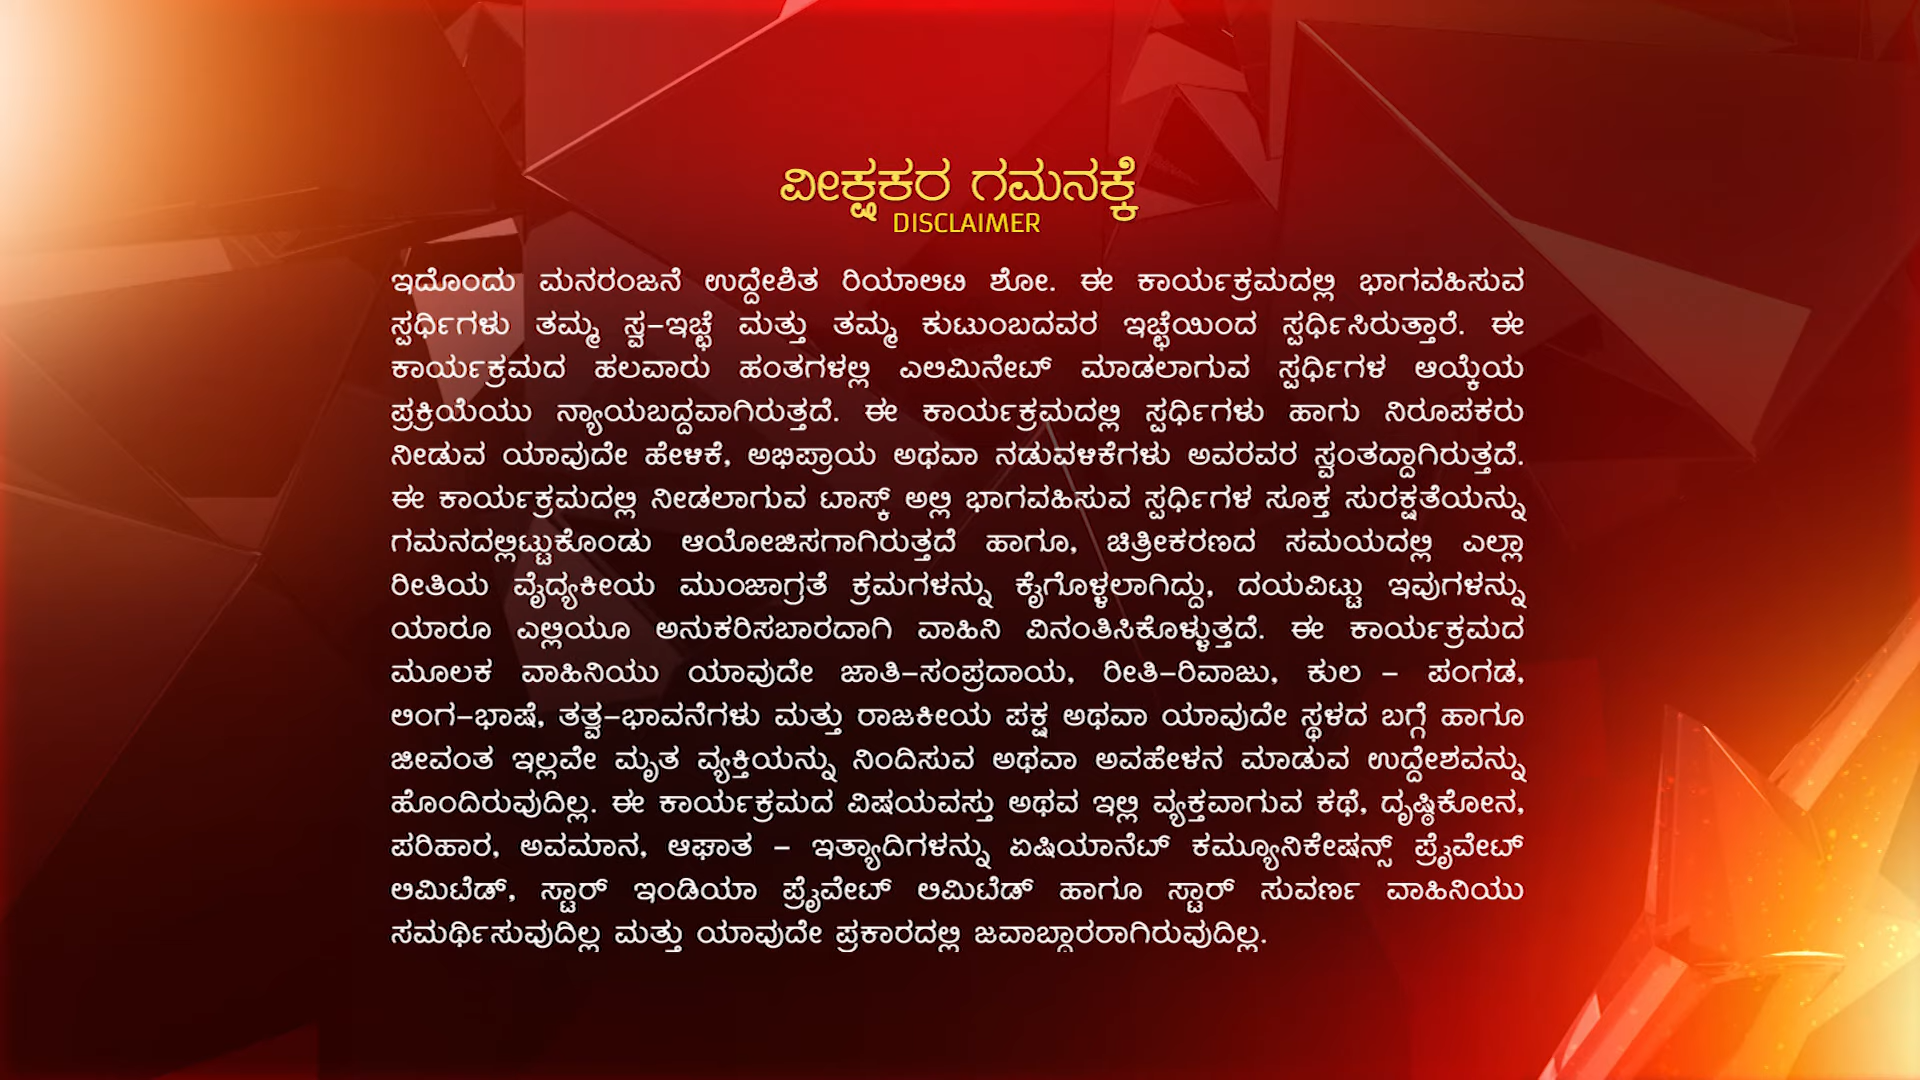 ವೀಕ್ಷಕರ ಗಮನಕ್ಕೆ
DISCLAIMER
ಇದೊಂದು ಮನರಂಜನೆ ಉದ್ದೇಶಿತ ರಿಯಾಲಿಟಿ ಶೋ. ಈ ಕಾರ್ಯಕ್ರಮದಲ್ಲಿ ಭಾಗವಹಿಸುವ
ಸ್ಪರ್ಧಿಗಳು ತಮ್ಮ ಸ್ವ-ಇಚ್ಛೆ ಮತ್ತು ತಮ್ಮ ಕುಟುಂಬದವರ ಇಚ್ಛೆಯಿಂದ ಸ್ಪರ್ಧಿಸಿರುತ್ತಾರೆ. ಈ
ಕಾರ್ಯಕ್ರಮದ ಹಲವಾರು ಹಂತಗಳಲ್ಲಿ ಎಲಿಮಿನೇಟ್ ಮಾಡಲಾಗುವ ಸ್ಪರ್ಧಿಗಳ ಆಯ್ಕೆಯ
ಪ್ರಕ್ರಿಯೆಯು ನ್ಯಾಯಬದ್ದವಾಗಿರುತ್ತದೆ. ಈ ಕಾರ್ಯಕ್ರಮದಲ್ಲಿ ಸ್ಪರ್ಧಿಗಳು ಹಾಗು ನಿರೂಪಕರು
ನೀಡುವ ಯಾವುದೇ ಹೇಳಿಕೆ, ಅಭಿಪ್ರಾಯ ಅಥವಾ ನಡುವಳಿಕೆಗಳು ಅವರವರ ಸ್ವಂತದ್ದಾಗಿರುತ್ತದೆ.
ಈ ಕಾರ್ಯಕ್ರಮದಲ್ಲಿ ನೀಡಲಾಗುವ ಟಾಸ್ಕ್ ಅಲ್ಲಿ ಭಾಗವಹಿಸುವ ಸ್ಪರ್ಧಿಗಳ ಸೂಕ್ತ ಸುರಕ್ಷತೆಯನ್ನು
ಗಮನದಲ್ಲಿಟ್ಟುಕೊಂಡು ಆಯೋಜಿಸಗಾಗಿರುತ್ತದೆ ಹಾಗೂ, ಚಿತ್ರೀಕರಣದ ಸಮಯದಲ್ಲಿ ಎಲ್ಲಾ
ರೀತಿಯ ವೈದ್ಯಕೀಯ ಮುಂಜಾಗ್ರತೆ ಕ್ರಮಗಳನ್ನು ಕೈಗೊಳ್ಳಲಾಗಿದ್ದು, ದಯವಿಟ್ಟು ಇವುಗಳನ್ನು
ಯಾರೂ ಎಲ್ಲಿಯೂ ಅನುಕರಿಸಬಾರದಾಗಿ ವಾಹಿನಿ ವಿನಂತಿಸಿಕೊಳ್ಳುತ್ತದೆ. ಈ ಕಾರ್ಯಕ್ರಮದ
ಮೂಲಕ ವಾಹಿನಿಯು ಯಾವುದೇ ಜಾತಿ-ಸಂಪ್ರದಾಯ, ರೀತಿ-ರಿವಾಜು, ಕುಲ – ಪಂಗಡ,
ಲಿಂಗ-ಭಾಷೆ, ತತ್ವ-ಭಾವನೆಗಳು ಮತ್ತು ರಾಜಕೀಯ ಪಕ್ಷ ಅಥವಾ ಯಾವುದೇ ಸ್ಥಳದ ಬಗ್ಗೆ ಹಾಗೂ
ಜೀವಂತ ಇಲ್ಲವೇ ಮೃತ ವ್ಯಕ್ತಿಯನ್ನು ನಿಂದಿಸುವ ಅಥವಾ ಅವಹೇಳನ ಮಾಡುವ ಉದ್ದೇಶವನ್ನು
ಹೊಂದಿರುವುದಿಲ್ಲ. ಈ ಕಾರ್ಯಕ್ರಮದ ವಿಷಯವಸ್ತು ಅಥವ ಇಲ್ಲಿ ವ್ಯಕ್ತವಾಗುವ ಕಥೆ, ದೃಷ್ಠಿಕೋನ,
ಪರಿಹಾರ, ಅವಮಾನ, ಆಘಾತ – ಇತ್ಯಾದಿಗಳನ್ನು ಏಷಿಯಾನೆಟ್ ಕಮ್ಯೂನಿಕೇಷನ್ಸ್ ಪ್ರೈವೇಟ್
ಲಿಮಿಟೆಡ್, ಸ್ಟಾರ್ ಇಂಡಿಯಾ ಪ್ರೈವೇಟ್ ಲಿಮಿಟೆಡ್ ಹಾಗೂ ಸ್ಟಾರ್ ಸುವರ್ಣ ವಾಹಿನಿಯು
ಸಮರ್ಥಿಸುವುದಿಲ್ಲ ಮತ್ತು ಯಾವುದೇ ಪ್ರಕಾರದಲ್ಲಿ ಜವಾಬ್ದಾರರಾಗಿರುವುದಿಲ್ಲ.